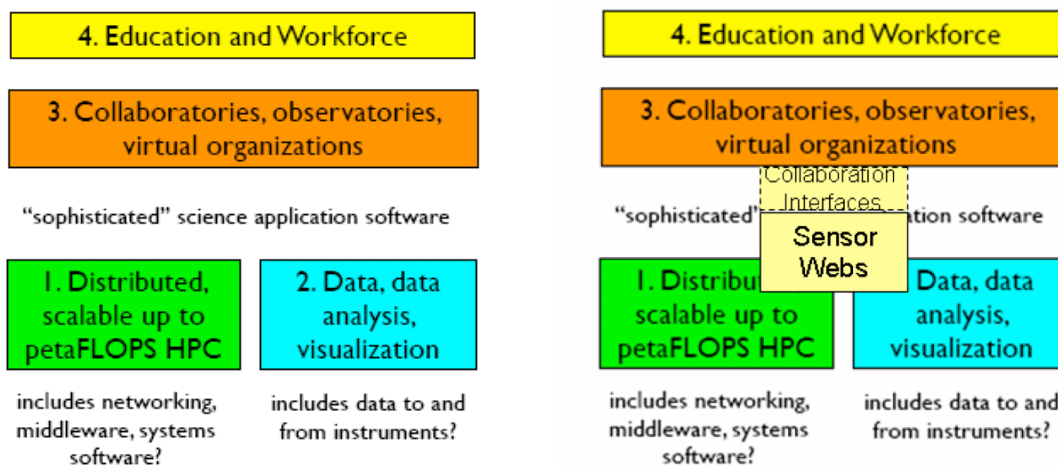 4. Education and Workforce
3. Collaboratories, observatories,
virtual organizations
“sophisticated” science application software
1. Distributed,
scalable up to
petaFLOPS HPC
2. Data, data
analysis,
visualization
includes networking,
middleware, systems
software?
includes data to and
from instruments?
4. Education and Workforce
3. Collaboratories, observatories,
virtual organizations
Collaboration
Interfaces
“sophisticated” ation software
Sensor
Webs
1. Distribu
scalable up to
petaFLOPS HPC
Data, data
analysis,
visualization
includes networking,
middleware, systems
software?
includes data to and
from instruments?